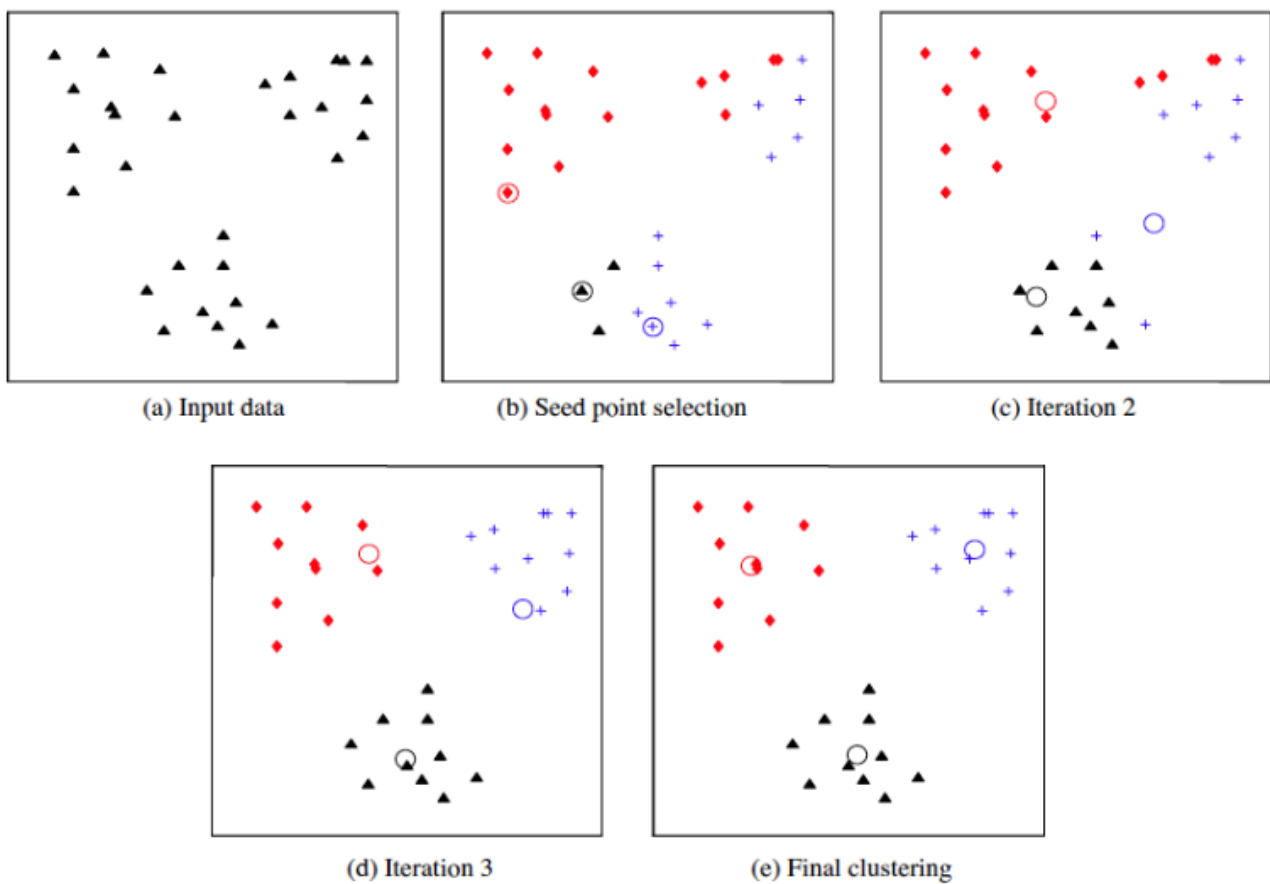 (a) Input data
(b) Seed point selection
(c) Iteration 2
(d) Iteration 3
(e) Final clustering